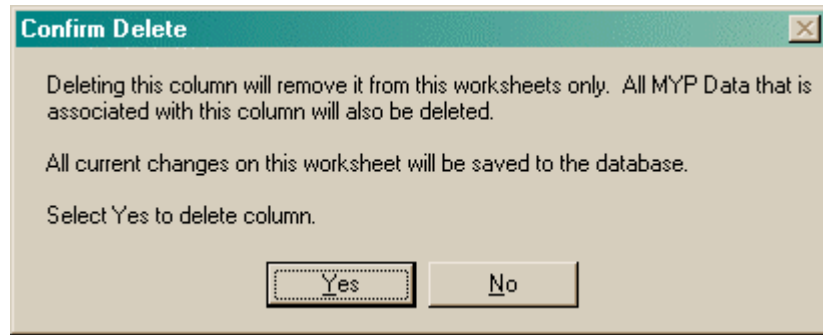 Confirm Delete
Deleting this column will remove it from this worksheets only.  All MYP Data that is
associated with this column will also be deleted.
All current changes on this worksheet will be saved to the database.
Select Yes to delete column.
Yes No